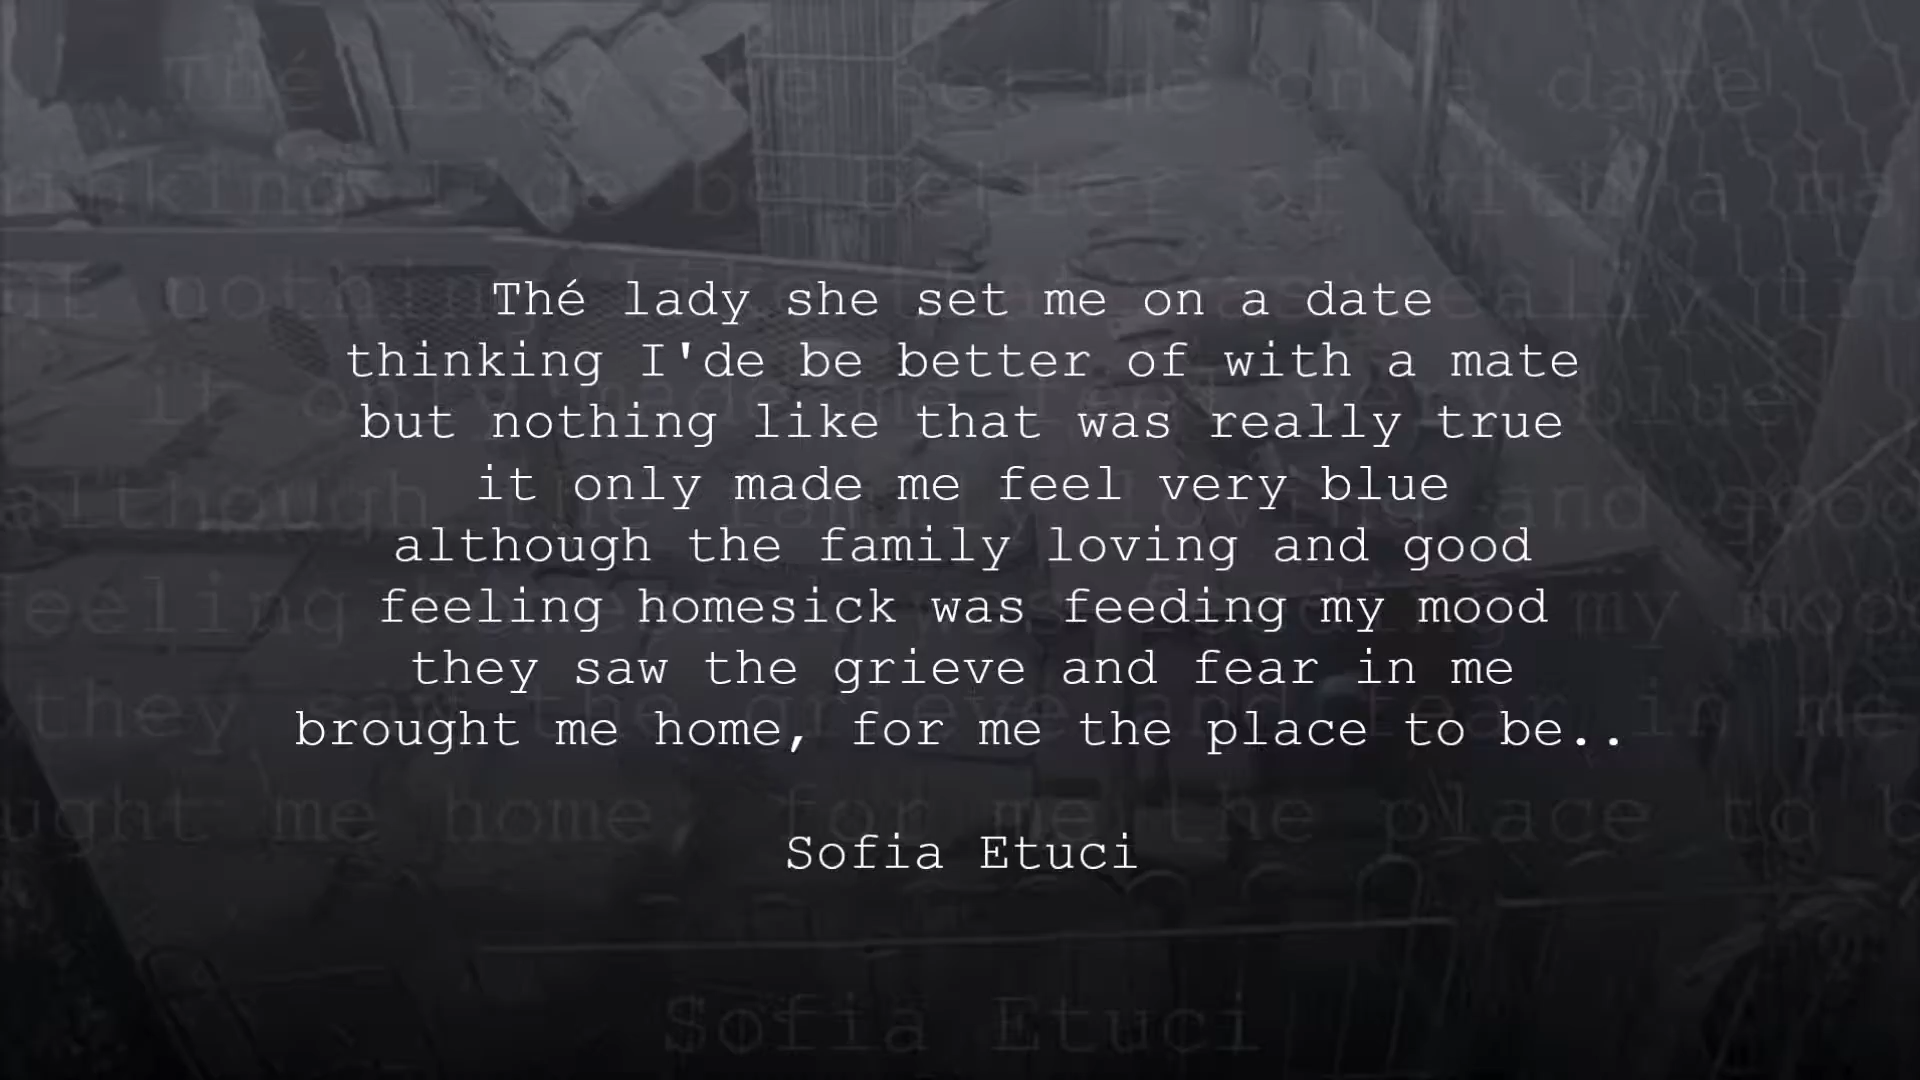 Thé lady she set me on a date
thinking I'de be better of with a mate
but nothing like that was really true
it only made me feel very blue
although the family loving and good
feeling homesick was feeding my mood
they saw the grieve and fear in me
brought me home, for me the place to be..
Sofia Etuci